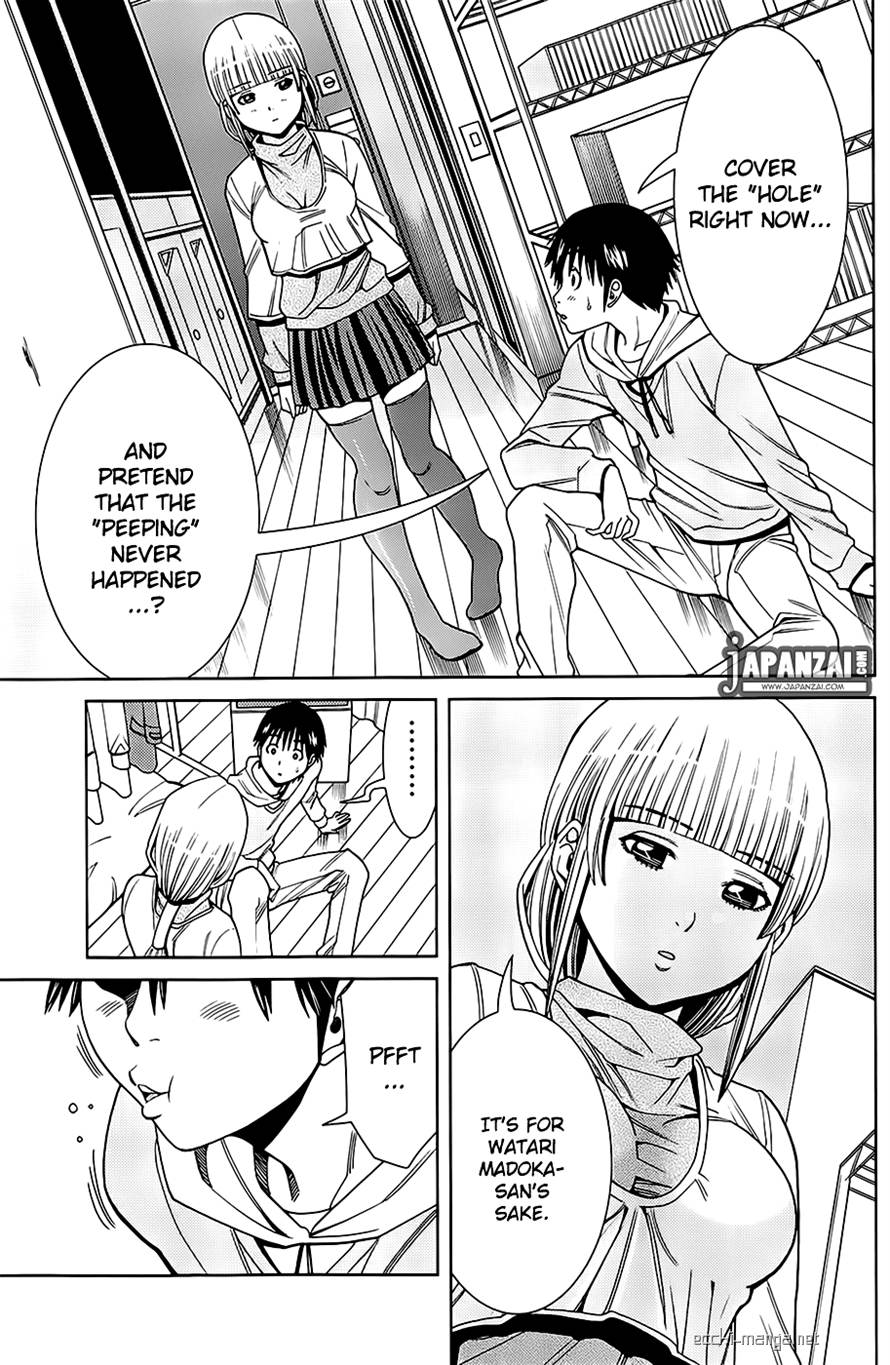 COVER
THE "HOLE"
RIGHT NOW...
AND
PRETEND
THAT THE
"PEEPING"
NEVER
HAPPENED
...?
JAPANZAI.COM
WWW.JAPANZAI.COM
IT'S FOR
WATARI
MADOKA-
SAN'S
SAKE.
.........
PFFT
...
ecchi-manga.net